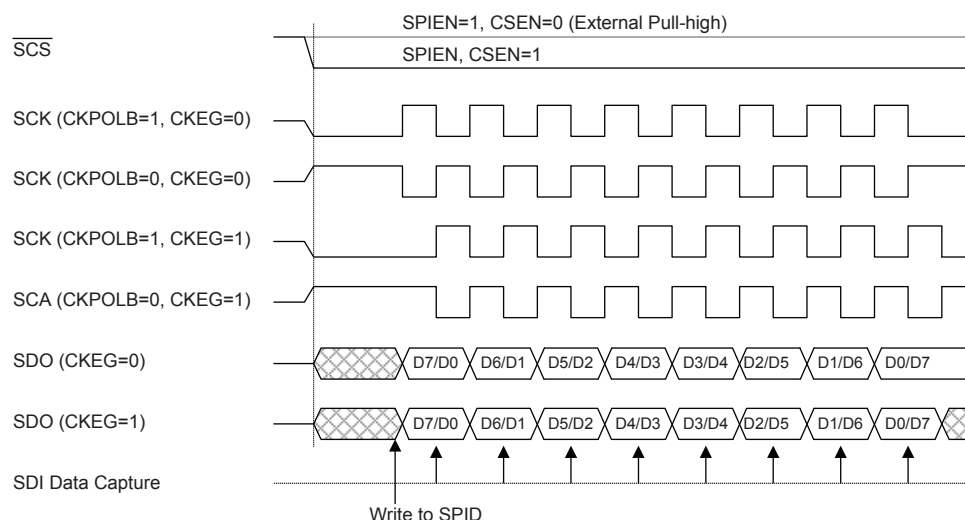 SPIEN=1, CSEN=0 (External Pull-high)
SCS
SPIEN, CSEN=1
SCK (CKPOLB=1, CKEG=0)
SCK (CKPOLB=0, CKEG=0)
SCK (CKPOLB=1, CKEG=1)
SCA (CKPOLB=0, CKEG=1)
SDO (CKEG=0) D7/D0 D6/D1 D5/D2 D4/D3 D3/D4 D2/D5 D1/D6 D0/D7
SDO (CKEG=1) D7/D0 D6/D1 D5/D2 D4/D3 D3/D4 D2/D5 D1/D6 D0/D7
SDI Data Capture
Write to SPID